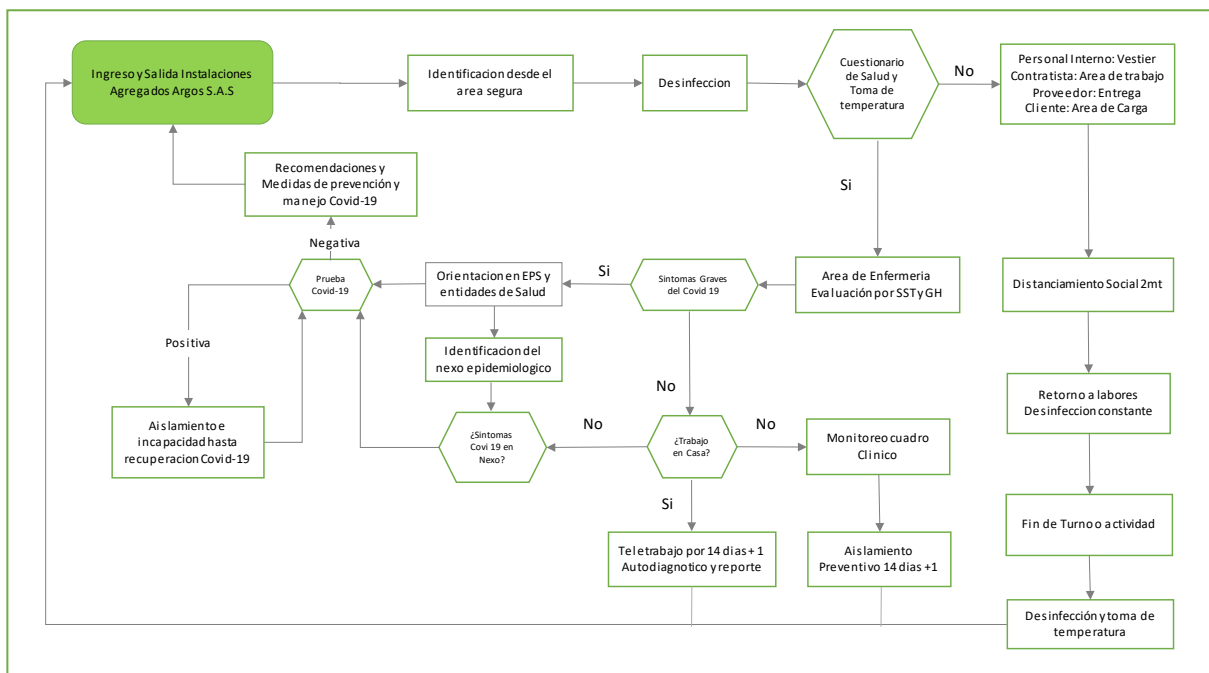 Ingreso y Salida Instalaciones
Agregados Argos S.A.S
Identificacion desde el
area segura
Desinfeccion
Cuestionario
de Salud y
Toma de
temperatura
No
Personal Interno: Vestier
Contratista: Area de trabajo
Proveedor: Entrega
Cliente: Area de Carga
Recomendaciones y
Medidas de prevención y
manejo Covid-19
Si
Negativa
Prueba
Covid-19
Orientacion en EPS y
entidades de Salud
Si
Sintomas Graves
del Covid 19
Area de Enfermeria
Evaluación por SST y GH
Distanciamiento Social 2mt
Positiva
Identificacion del
nexo epidemiologico
No
Retorno a labores
Desinfeccion constante
Aislamiento e
incapacidad hasta
recuperacion Covid-19
¿Sintomas
Covi 19 en
Nexo?
No
¿Trabajo
en Casa?
No
Monitoreo cuadro
Clinico
Si
Fin de Turno o actividad
Teletrabajo por 14 dias + 1
Autodiagnotico y reporte
Aislamiento
Preventivo 14 dias +1
Desinfección y toma de
temperatura